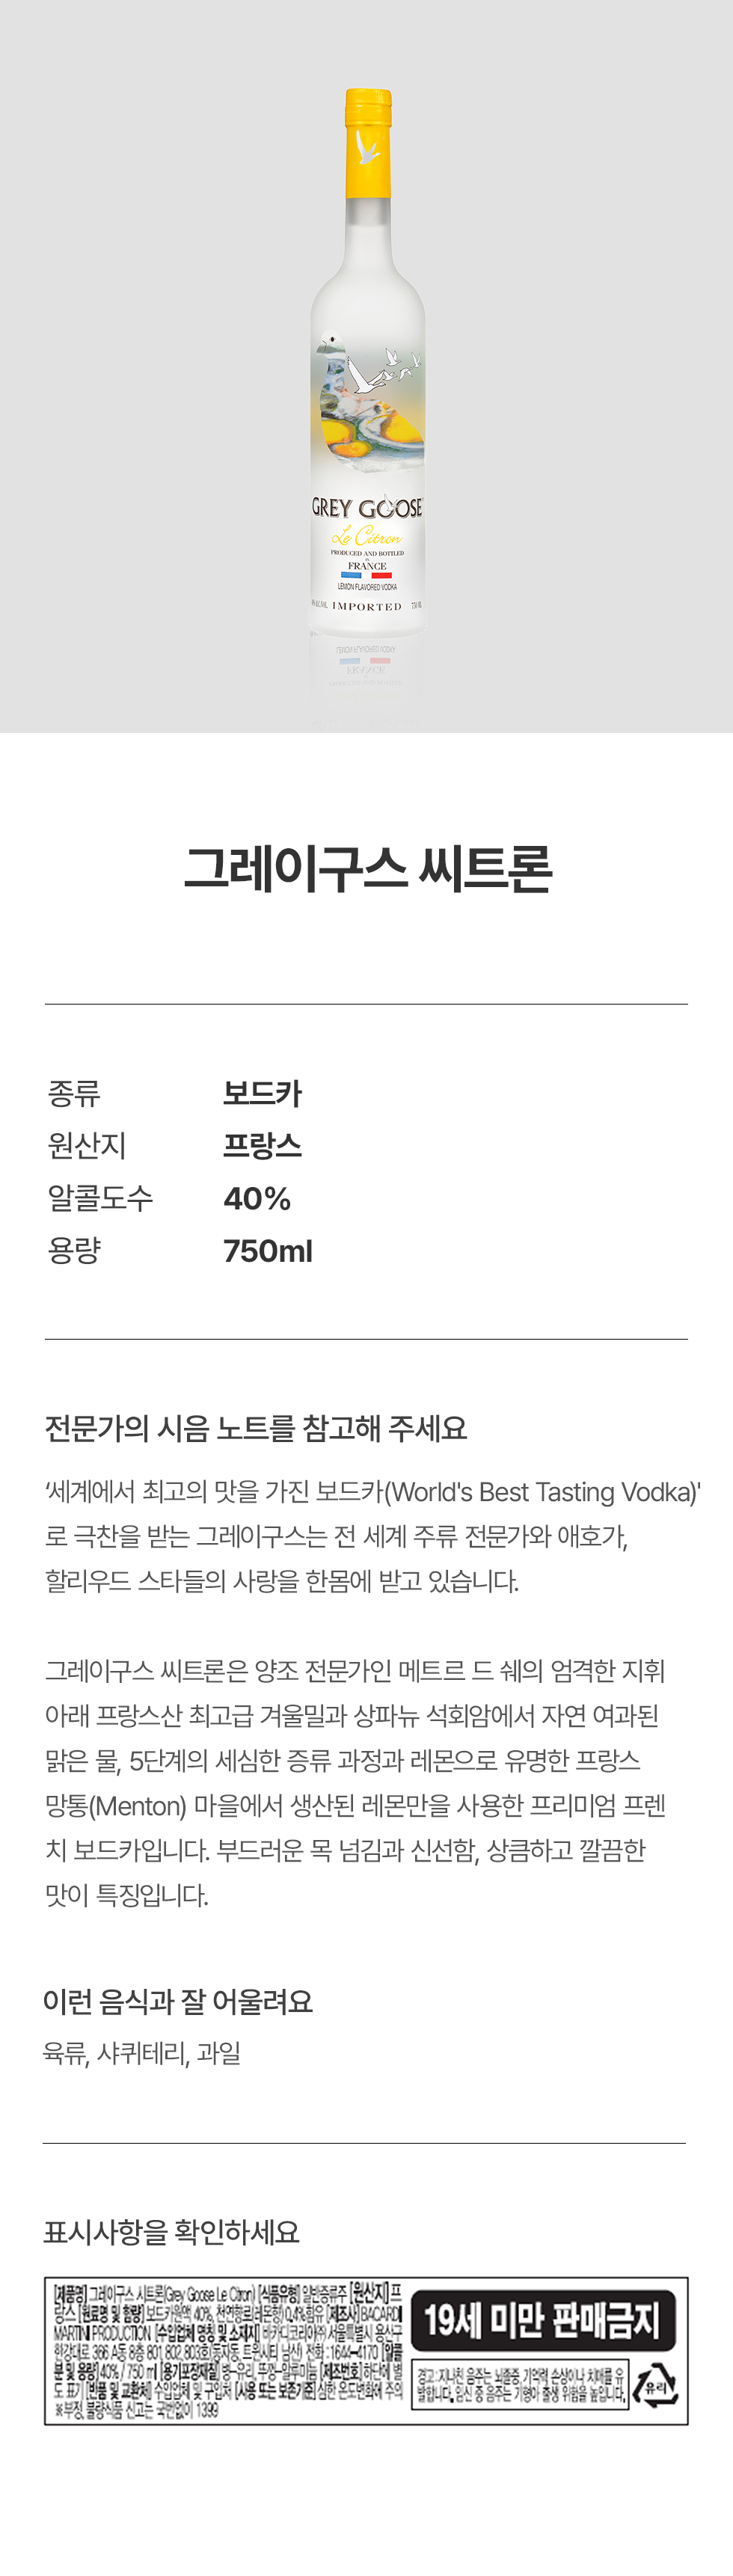 GREY GOOSE
Le Citron
PRODUCED AND BOTTLED
IN
FRANCE
LEMON FLAVORED VODKA
IMPORTED
그레이구스 씨트론
종류 보드카
원산지 프랑스
알콜도수 40%
용량 750ml
전문가의 시음 노트를 참고해 주세요
‘세계에서 최고의 맛을 가진 보드카(World's Best Tasting Vodka)'
로 극찬을 받는 그레이구스는 전 세계 주류 전문가와 애호가,
할리우드 스타들의 사랑을 한몸에 받고 있습니다.
그레이구스 씨트론은 양조 전문가인 메트르 드 쉐의 엄격한 지휘
아래 프랑스산 최고급 겨울밀과 상파뉴 석회암에서 자연 여과된
맑은 물, 5단계의 세심한 증류 과정과 레몬으로 유명한 프랑스
망통(Menton) 마을에서 생산된 레몬만을 사용한 프리미엄 프렌
치 보드카입니다. 부드러운 목 넘김과 신선함, 상큼하고 깔끔한
맛이 특징입니다.
이런 음식과 잘 어울려요
육류, 샤퀴테리, 과일
표시사항을 확인하세요
[제품명] 그레이구스 시트론(Grey Goose Le Citron) [식품유형] 일반증류주 [원산지] 프
랑스 [원료명 및 함량] 보드카원액 40%, 천연향료(레몬향) 0.4%함유 [제조사] BACARDI
MARTINI PRODUCTION [수입업체 명칭 및 소재지] 바카디코리아㈜ 서울특별시 용산구
한강대로 366 A동 8층 801, 802, 803호(동자동, 트윈시티 남산) 전화 : 1644-4170 [알콜
분 및 용량] 40% / 750 ml [용기포장재질] 병-유리, 뚜껑-알루미늄 [제조번호] 하단에 별
도 표기 [반품 및 교환처] 수입업체 및 구입처 [사용 또는 보존기준] 심한 온도변화에 주의
※부정, 불량식품 신고는 국번없이 1399
19세 미만 판매금지
경고 : 지나친 음주는 뇌졸중, 기억력 손상이나 치매를 유
발합니다. 임신 중 음주는 기형아 출생 위험을 높입니다.
유리